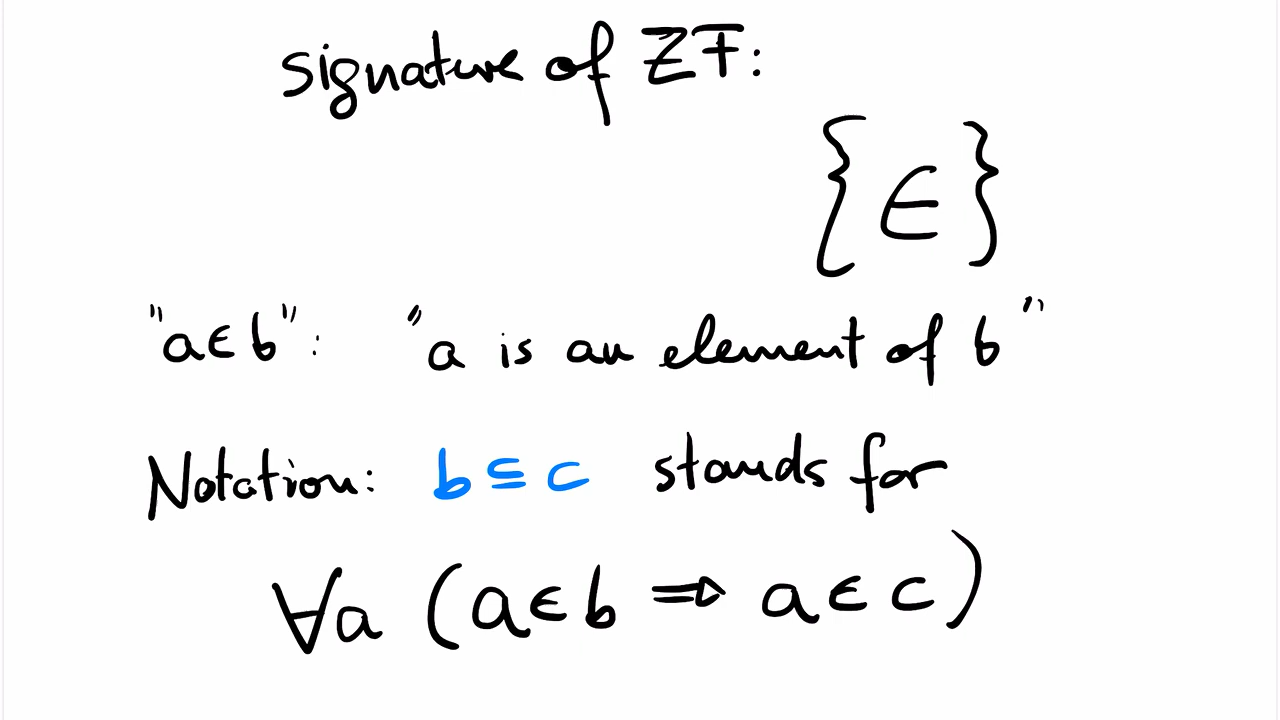 signature of ZF:
{∈}
"a∈b": "a is an element of b"
Notation: b ⊆ c stands for
∀a (a∈b ⇒ a∈c)